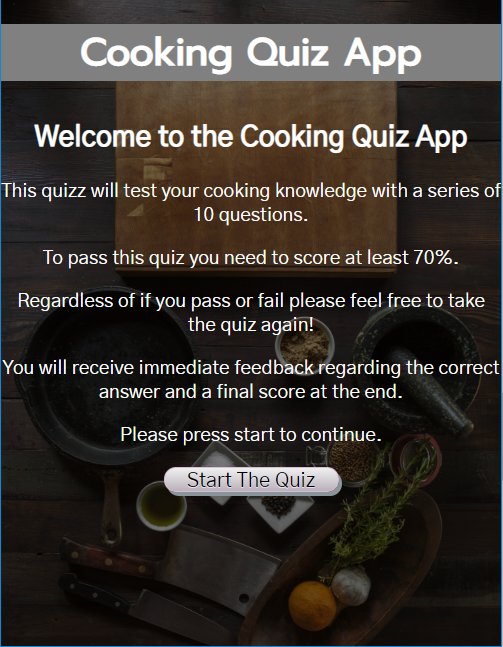 Cooking Quiz App
Welcome to the Cooking Quiz App
This quizz will test your cooking knowledge with a series of
10 questions.
To pass this quiz you need to score at least 70%.
Regardless of if you pass or fail please feel free to take
the quiz again!
You will receive immediate feedback regarding the correct
answer and a final score at the end.
Please press start to continue.
Start The Quiz